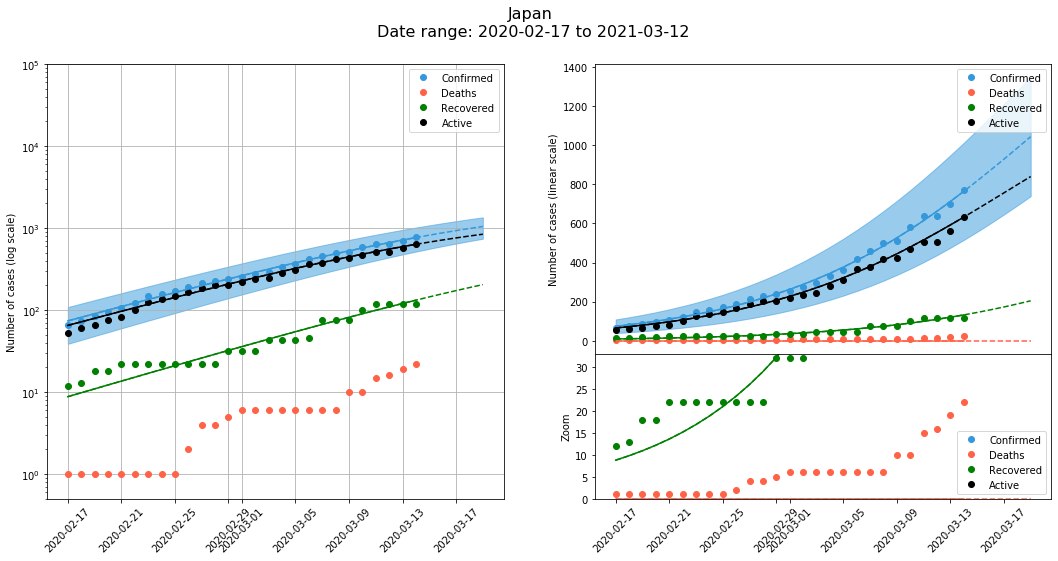 Japan
Date range: 2020-02-17 to 2021-03-12
Number of cases (log scale)
10^5
10^4
10^3
10^2
10^1
10^0
Confirmed
Deaths
Recovered
Active
2020-02-17
2020-02-21
2020-02-25
2020-02-29
2020-03-01
2020-03-05
2020-03-09
2020-03-13
2020-03-17
Number of cases (linear scale)
1400
1200
1000
800
600
400
200
0
Confirmed
Deaths
Recovered
Active
Zoom
30
25
20
15
10
5
0
Confirmed
Deaths
Recovered
Active
2020-02-17
2020-02-21
2020-02-25
2020-02-29
2020-03-01
2020-03-05
2020-03-09
2020-03-13
2020-03-17